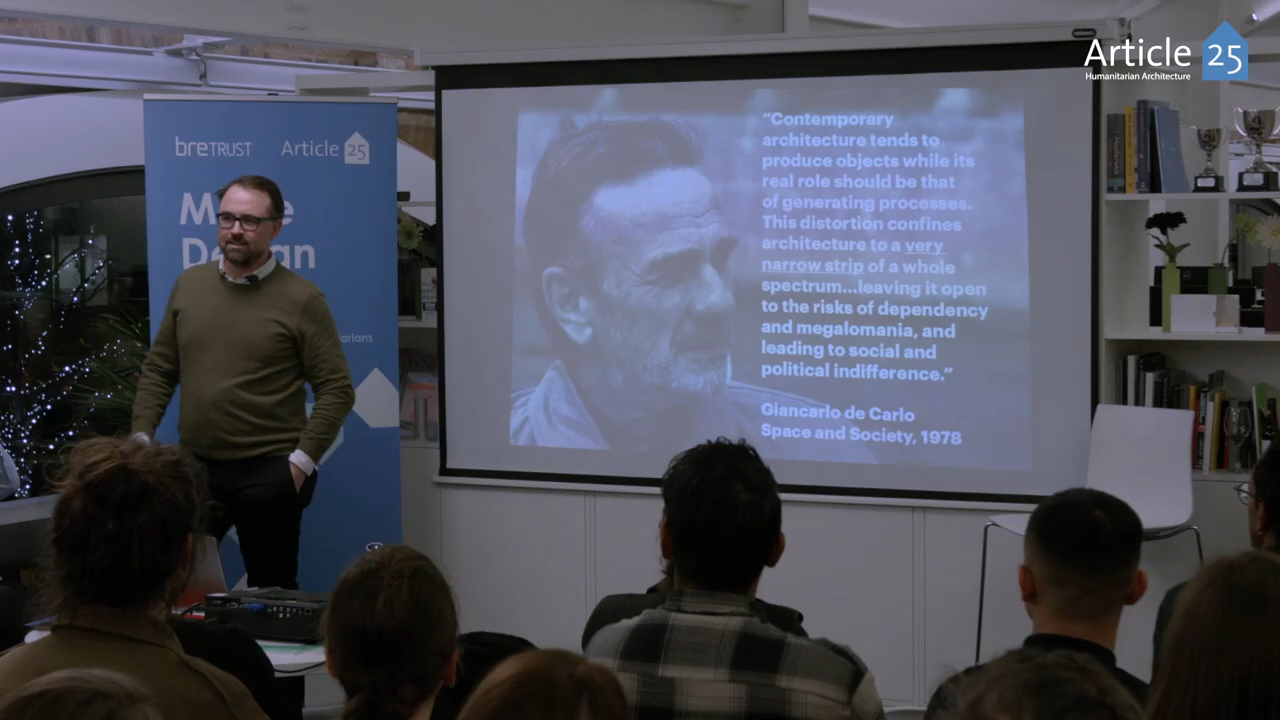 Article 25
Humanitarian Architecture
breTRUST Article 25
“Contemporary
architecture tends to
produce objects while its
real role should be that
of generating processes.
This distortion confines
architecture to a very
narrow strip of a whole
spectrum...leaving it open
to the risks of dependency
and megalomania, and
leading to social and
political indifference.”
Giancarlo de Carlo
Space and Society, 1978